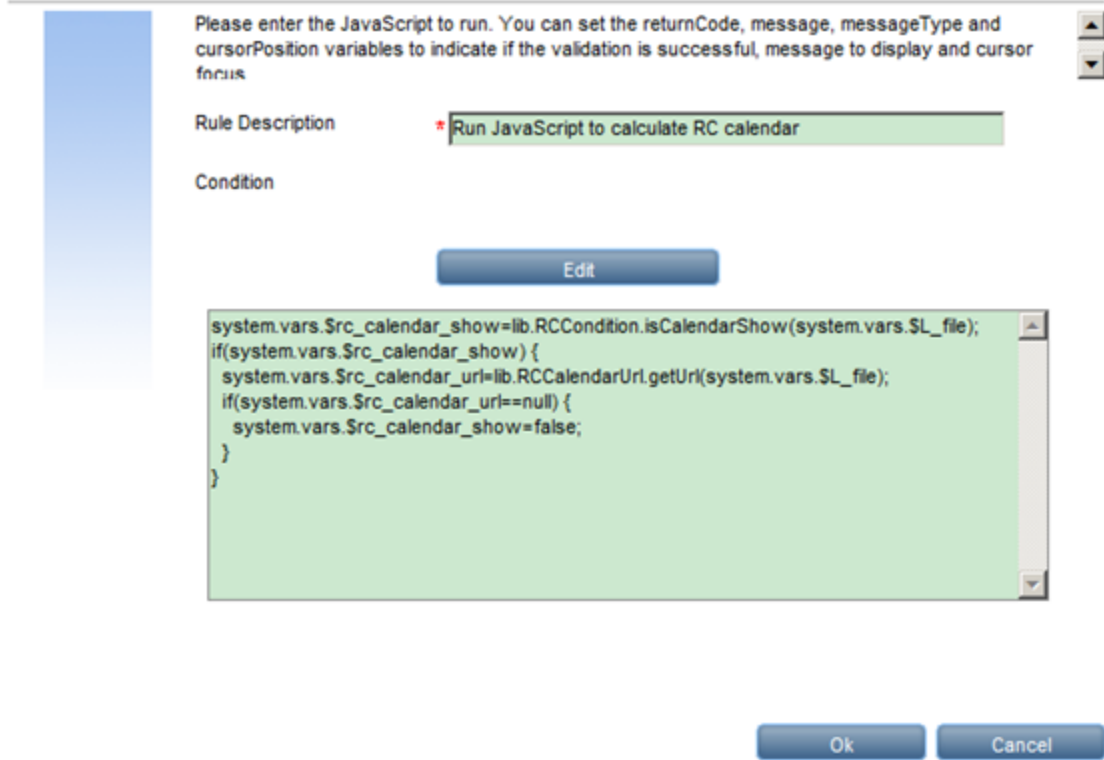 Please enter the JavaScript to run. You can set the returnCode, message, messageType and
cursorPosition variables to indicate if the validation is successful, message to display and cursor
focus
Rule Description
* Run JavaScript to calculate RC calendar
Condition
Edit
system.vars.$rc_calendar_show=lib.RCCondition.isCalendarShow(system.vars.$L_file);
if(system.vars.$rc_calendar_show) {
  system.vars.$rc_calendar_url=lib.RCCalendarUrl.getUrl(system.vars.$L_file);
  if(system.vars.$rc_calendar_url==null) {
    system.vars.$rc_calendar_show=false;
  }
}
Ok
Cancel